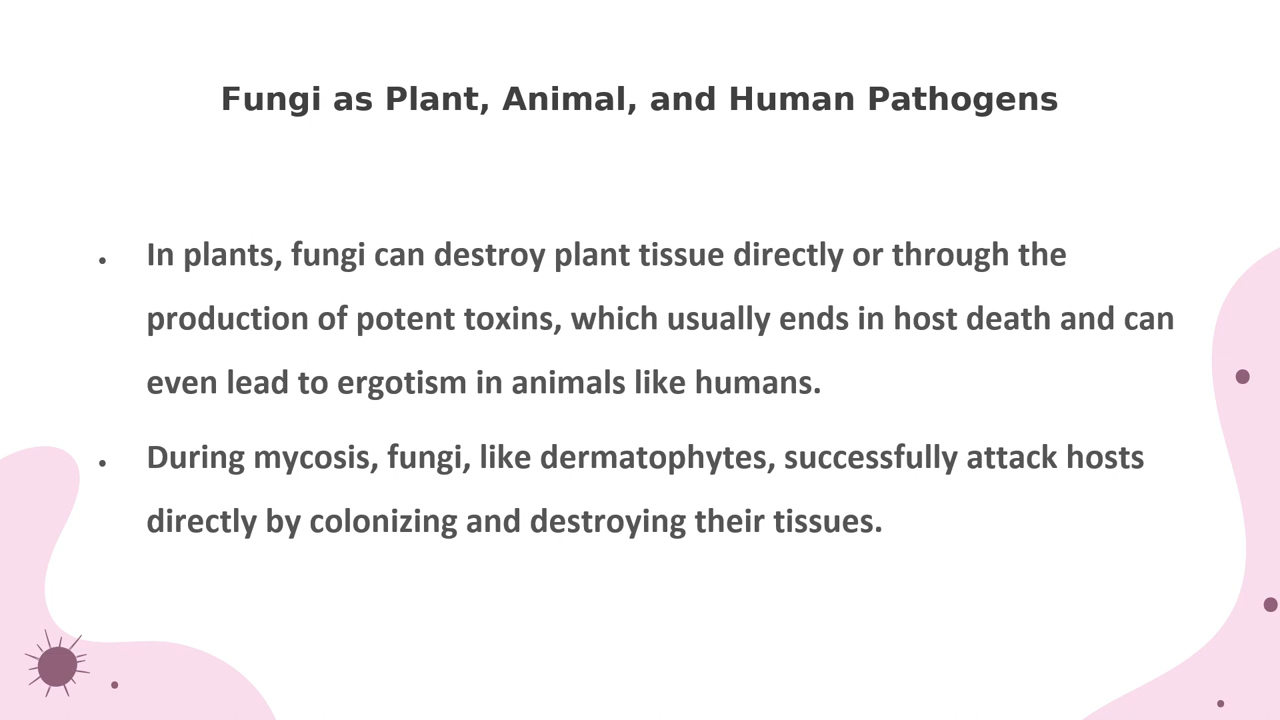 Fungi as Plant, Animal, and Human Pathogens
• In plants, fungi can destroy plant tissue directly or through the
production of potent toxins, which usually ends in host death and can
even lead to ergotism in animals like humans.
• During mycosis, fungi, like dermatophytes, successfully attack hosts
directly by colonizing and destroying their tissues.